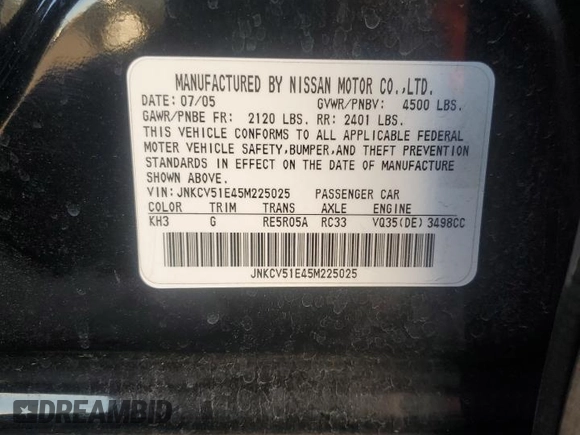 MANUFACTURED BY NISSAN MOTOR CO.,LTD.
DATE: 07/05 GVWR/PNBV: 4500 LBS.
GAWR/PNBE FR: 2120 LBS. RR: 2401 LBS.
THIS VEHICLE CONFORMS TO ALL APPLICABLE FEDERAL
MOTOR VEHICLE SAFETY,BUMPER,AND THEFT PREVENTION
STANDARDS IN EFFECT ON THE DATE OF MANUFACTURE
SHOWN ABOVE.
VIN: JNKCV51E45M225025 PASSENGER CAR
COLOR TRIM TRANS AXLE ENGINE
KH3 G RE5R05A RC33 VQ35(DE) 3498CC
JNKCV51E45M225025
DREAMBID